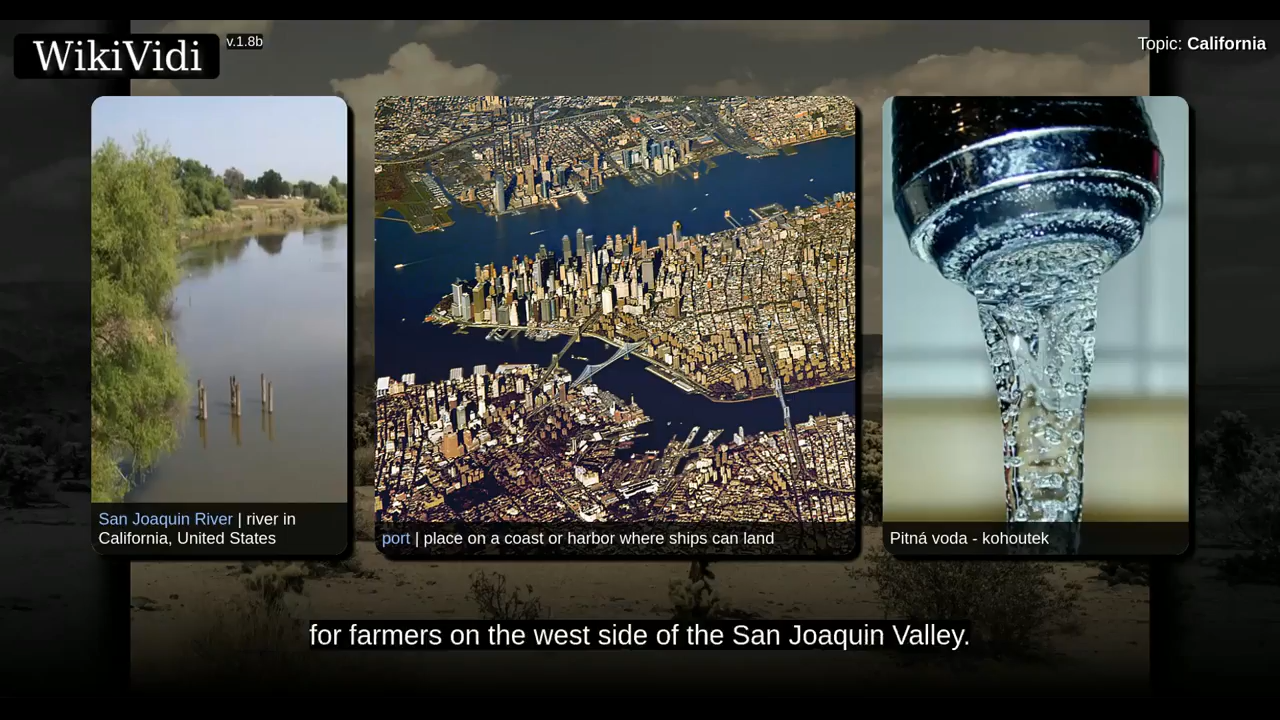 WikiVidi
v.1.8b
Topic: California
San Joaquin River | river in
California, United States
port | place on a coast or harbor where ships can land
Pitná voda - kohoutek
for farmers on the west side of the San Joaquin Valley.